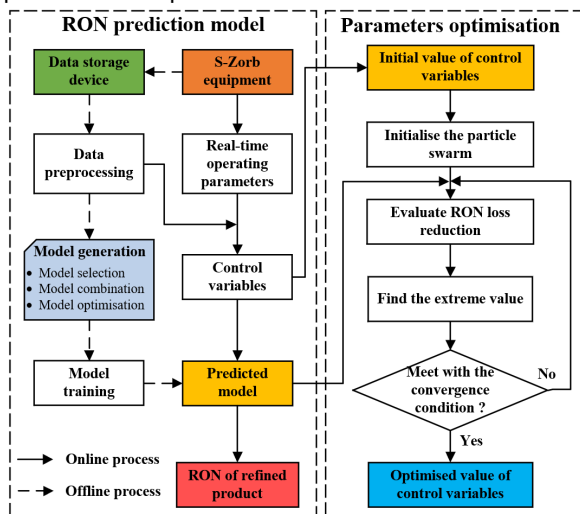 RON prediction model
Data storage
device
S-Zorb
equipment
Data
preprocessing
Real-time
operating
parameters
Model generation
• Model selection
• Model combination
• Model optimisation
Control
variables
Model
training
Predicted
model
Online process
Offline process
RON of refined
product
Parameters optimisation
Initial value of control
variables
Initialise the particle
swarm
Evaluate RON loss
reduction
Find the extreme value
Meet with the
convergence
condition ?
No
Yes
Optimised value of
control variables